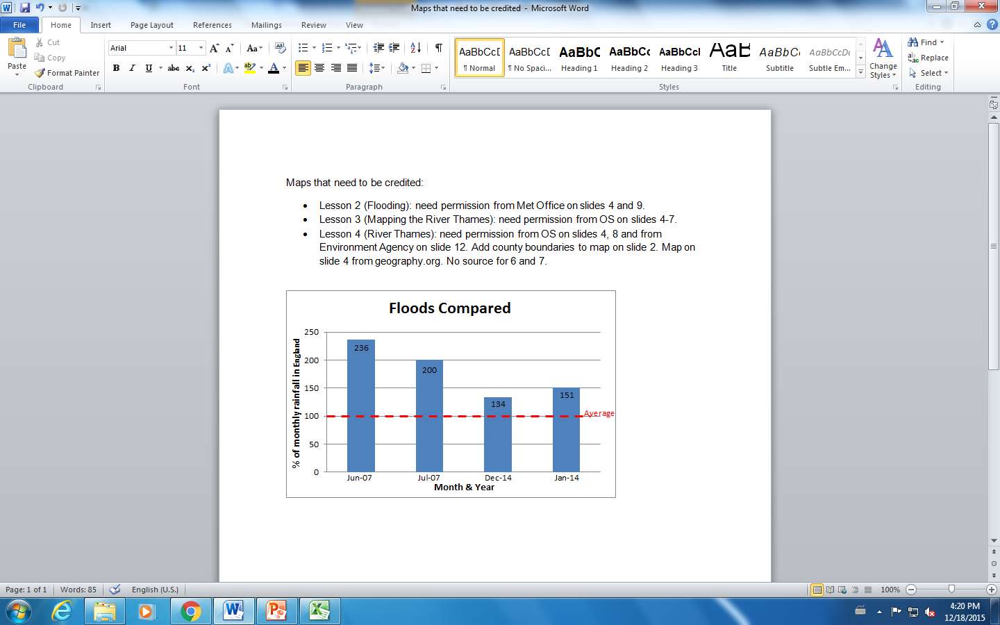 Maps that need to be credited - Microsoft Word
File Home Insert Page Layout References Mailings Review View
Paste
Cut
Copy
Format Painter
Clipboard
Arial 11
Font
Paragraph
AaBbCcD AaBbCcD AaBbC AaBbCc AaBbCcI AaB AaBbC AaBbCcDc
¶ Normal ¶ No Spaci... Heading 1 Heading 2 Heading 3 Title Subtitle Subtle Em...
Styles
Change
Styles
Find
Replace
Select
Editing
Maps that need to be credited:
• Lesson 2 (Flooding): need permission from Met Office on slides 4 and 9.
• Lesson 3 (Mapping the River Thames): need permission from OS on slides 4-7.
• Lesson 4 (River Thames): need permission from OS on slides 4, 8 and from
Environment Agency on slide 12. Add county boundaries to map on slide 2. Map on
slide 4 from geography.org. No source for 6 and 7.
Floods Compared
% of monthly rainfall in England
250
200
150
100
50
0
236
200
134
151
Average
Jun-07 Jul-07 Dec-14 Jan-14
Month & Year
Page: 1 of 1 Words: 85 English (U.S.) 100%
4:20 PM
12/18/2015